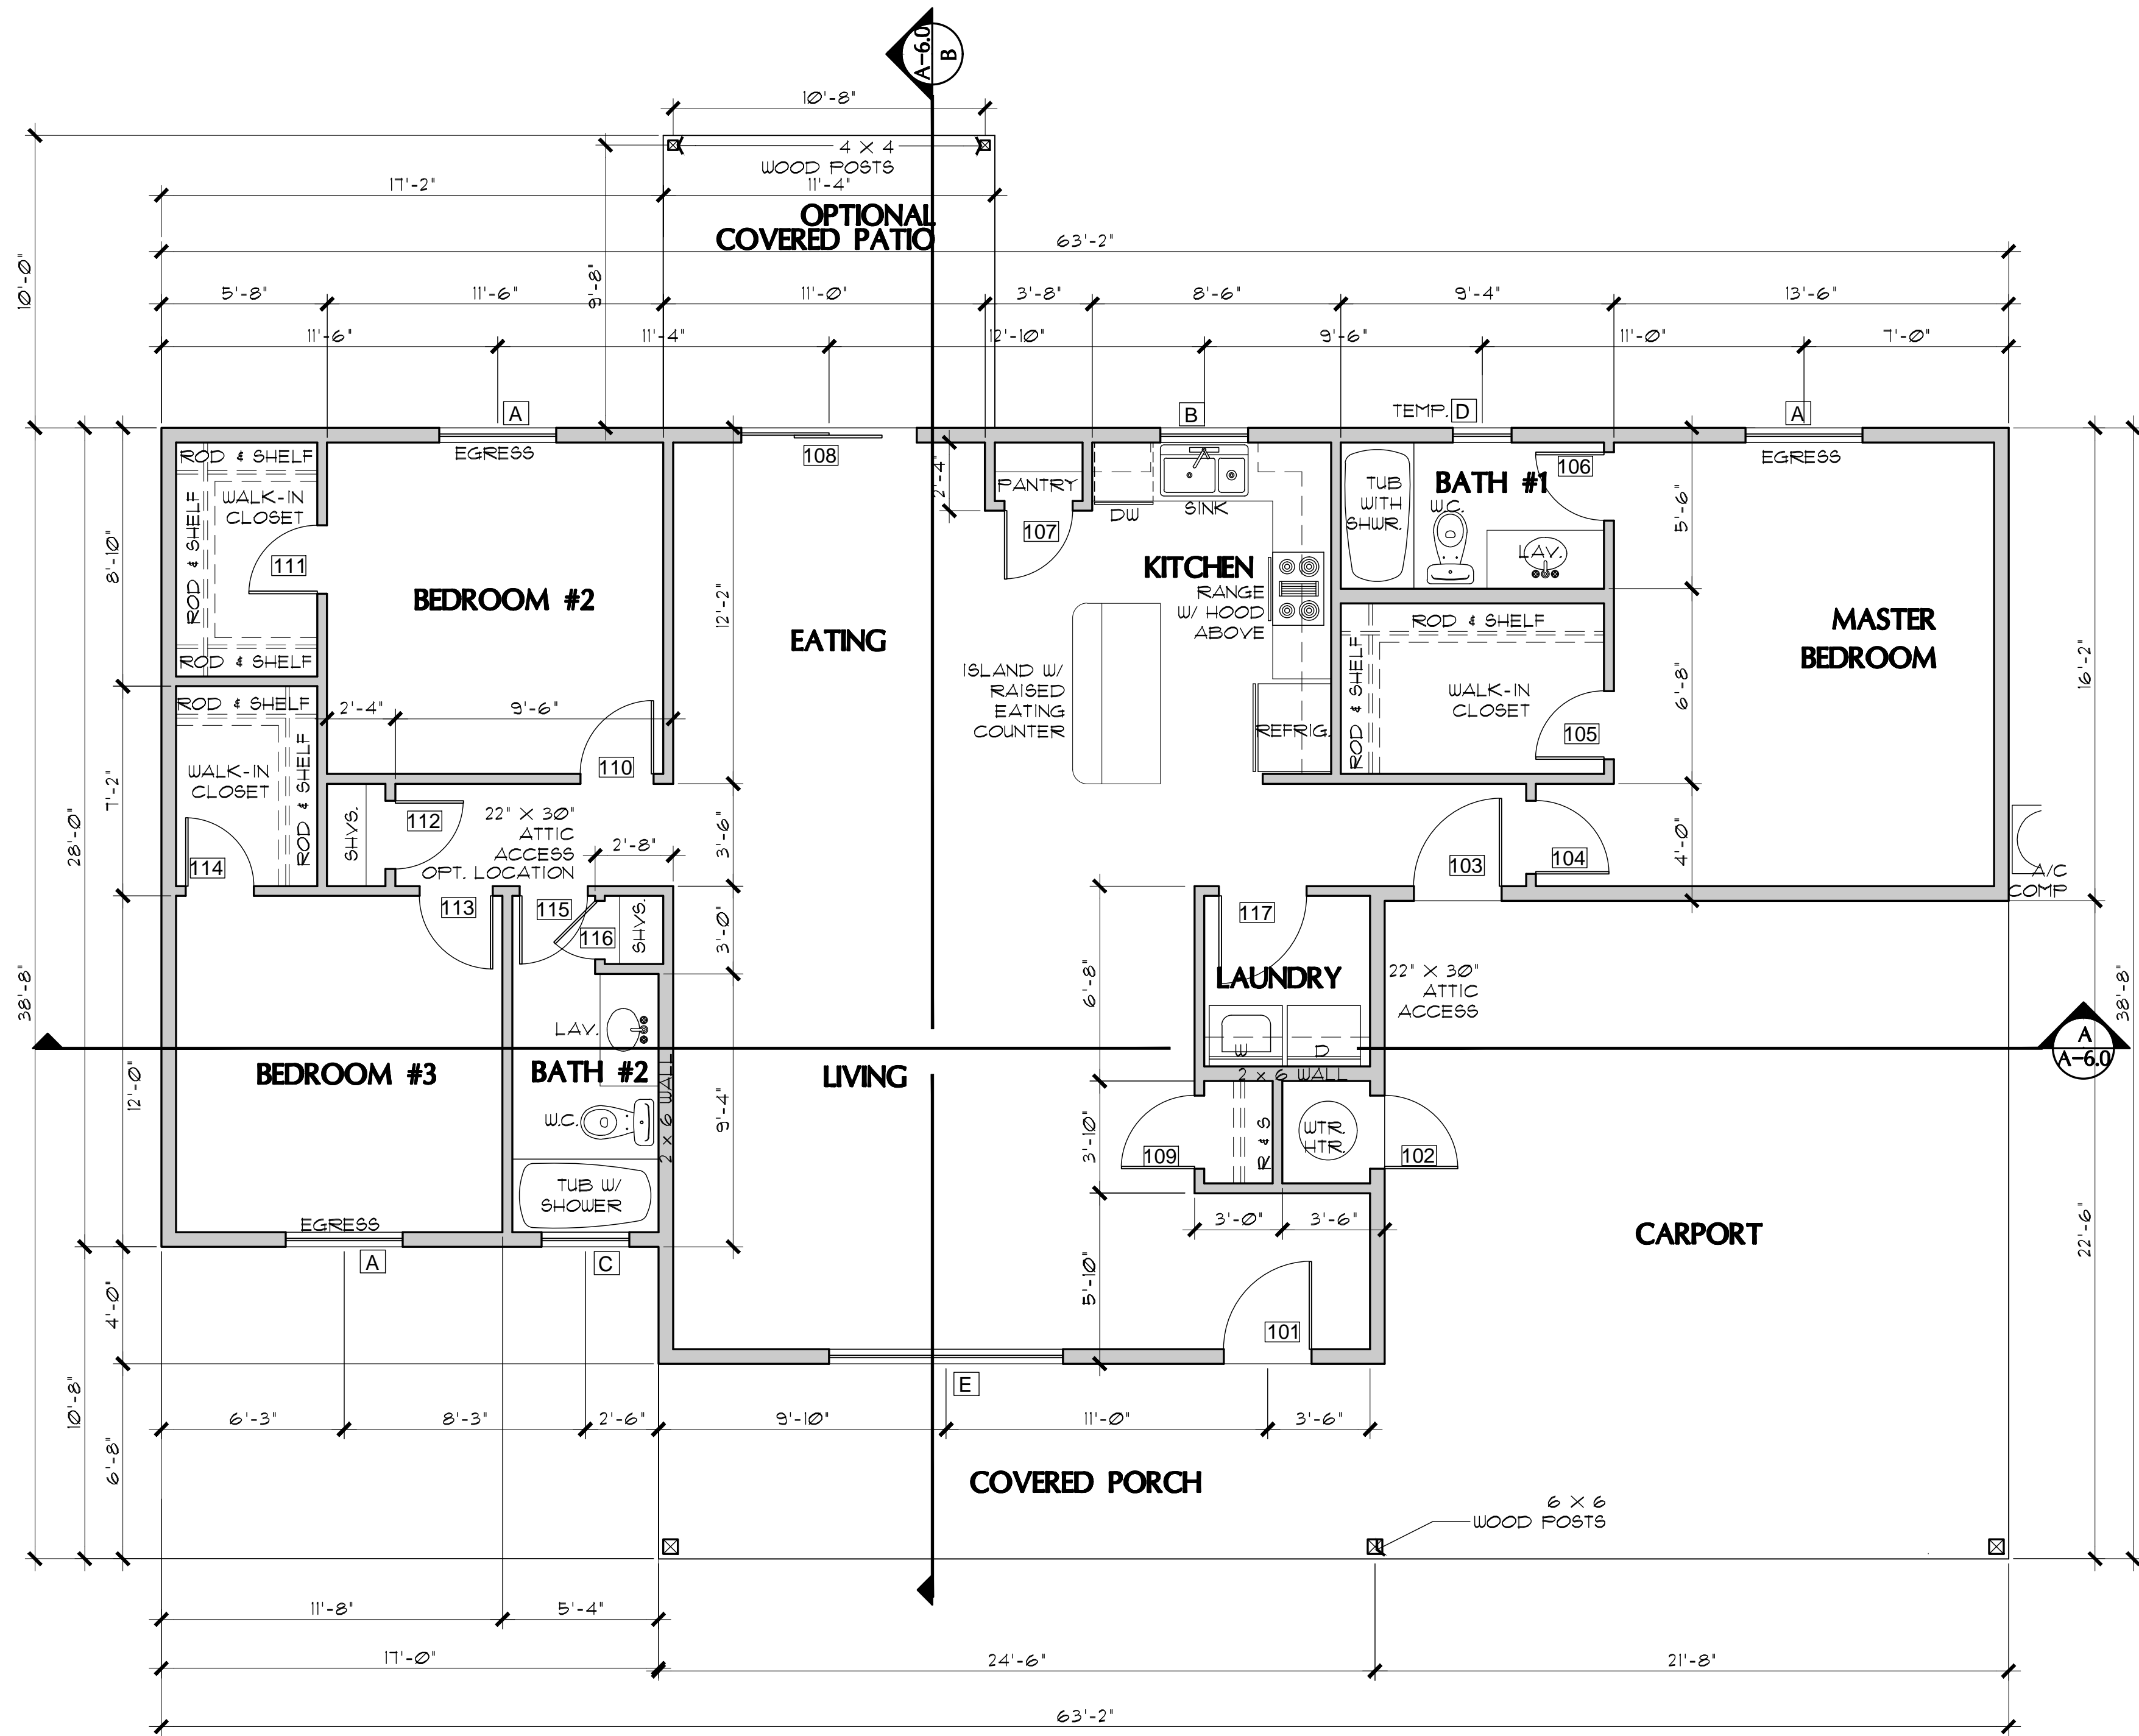 A-6.0
B
10'-8"
4 X 4
WOOD POSTS
17'-2"
11'-4"
OPTIONAL
COVERED PATIO
63'-2"
10'-0"
9'-8"
5'-8"
11'-6"
11'-0"
3'-8"
8'-6"
9'-4"
13'-6"
11'-6"
11'-4"
12'-10"
9'-6"
11'-0"
7'-0"
A
B
TEMP. D
A
ROD & SHELF
EGRESS
108
2'-4"
PANTRY
107
DW
SINK
TUB
WITH
SHWR.
BATH #1
W.C.
LAV.
106
EGRESS
5'-6"
WALK-IN
CLOSET
ROD & SHELF
111
8'-10"
BEDROOM #2
ROD & SHELF
12'-2"
EATING
KITCHEN
RANGE
W/ HOOD
ABOVE
ISLAND W/
RAISED
EATING
COUNTER
REFRIG.
ROD & SHELF
ROD & SHELF
WALK-IN
CLOSET
105
6'-8"
MASTER
BEDROOM
16'-2"
ROD & SHELF
2'-4"
9'-6"
WALK-IN
CLOSET
ROD & SHELF
7'-2"
110
28'-0"
114
SHVS.
112
22" X 30"
ATTIC
ACCESS
OPT. LOCATION
2'-8"
3'-6"
103
104
4'-0"
A/C
COMP
113
115
116
SHVS.
3'-0"
117
LAUNDRY
22" X 30"
ATTIC
ACCESS
6'-8"
38'-8"
38'-8"
LAV.
BEDROOM #3
BATH #2
2 x 6 WALL
LIVING
W
D
2 x 6 WALL
A
A-6.0
12'-0"
W.C.
9'-4"
3'-10"
109
R & S
WTR.
HTR.
102
TUB W/
SHOWER
EGRESS
3'-0"
3'-6"
CARPORT
22'-6"
A
C
4'-0"
5'-10"
101
E
10'-8"
6'-3"
8'-3"
2'-6"
9'-10"
11'-0"
3'-6"
6'-8"
COVERED PORCH
6 X 6
WOOD POSTS
11'-8"
5'-4"
17'-0"
24'-6"
21'-8"
63'-2"